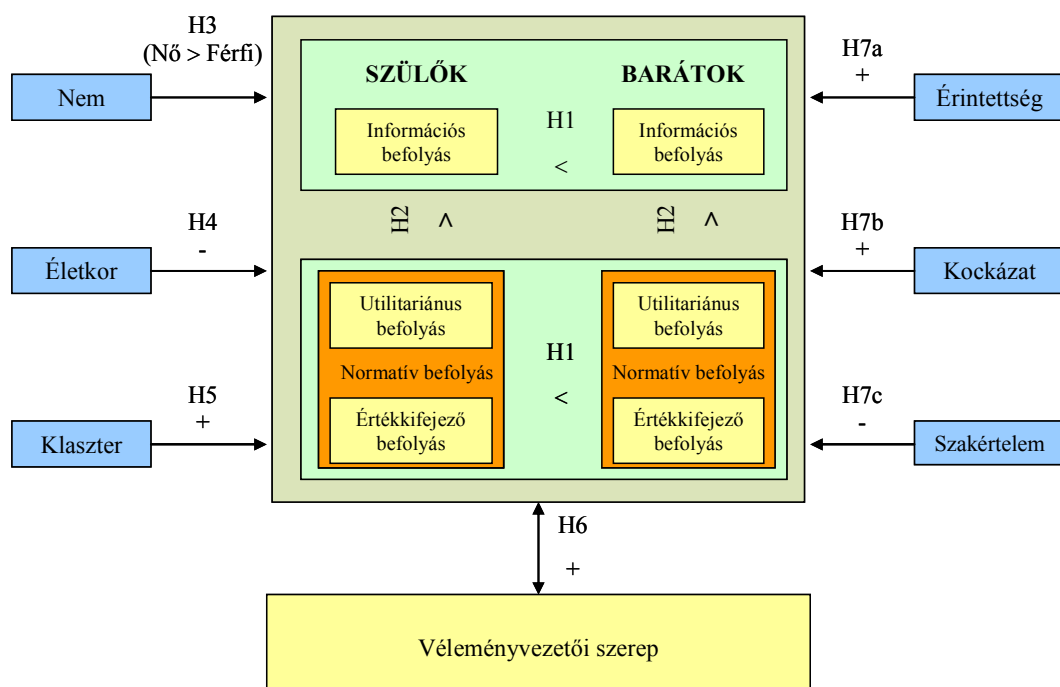 H3
(Nő > Férfi)
Nem
H4
-
Életkor
H5
+
Klaszter
SZÜLŐK
BARÁTOK
Információs
befolyás
H1
<
Információs
befolyás
H2
<
H2
<
Utilitariánus
befolyás
Normatív befolyás
Értékkifejező
befolyás
H1
<
Utilitariánus
befolyás
Normatív befolyás
Értékkifejező
befolyás
H7a
+
Érintettség
H7b
+
Kockázat
H7c
-
Szakértelem
H6
+
Véleményvezetői szerep